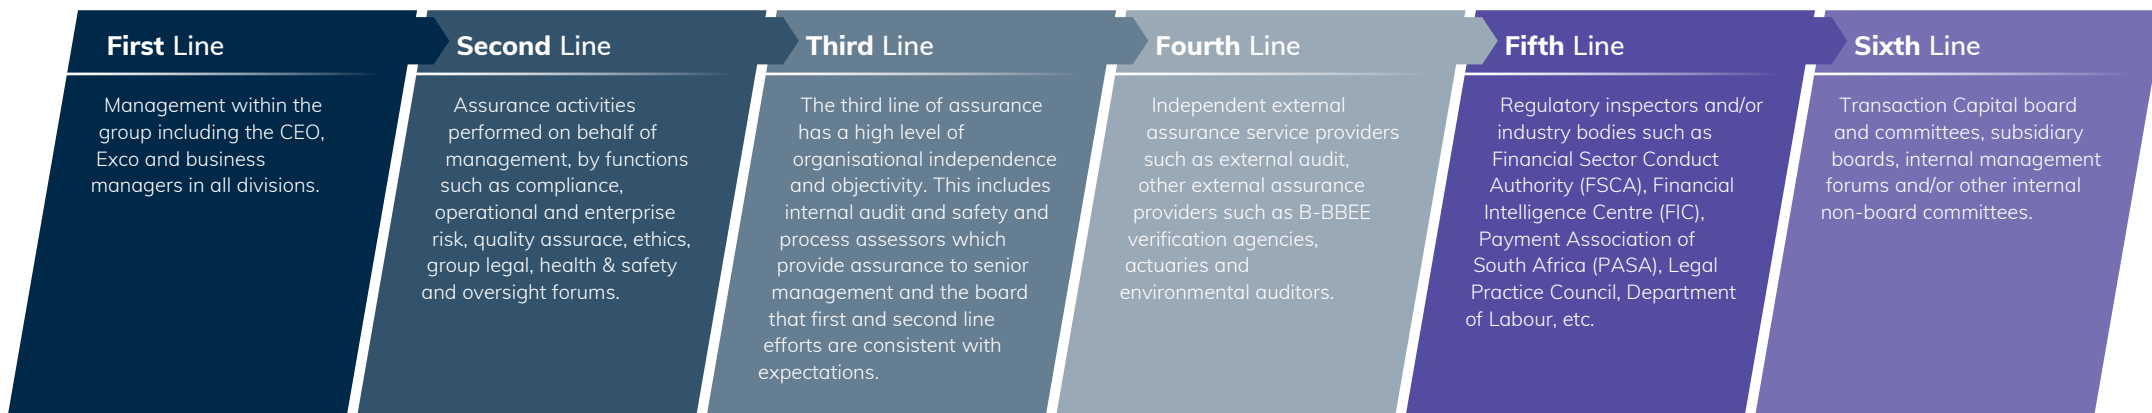 First Line
Management within the
group including the CEO,
Exco and business
managers in all divisions.
Second Line
Assurance activities
performed on behalf of
management, by functions
such as compliance,
operational and enterprise
risk, quality assurace, ethics,
group legal, health & safety
and oversight forums.
Third Line
The third line of assurance
has a high level of
organisational independence
and objectivity. This includes
internal audit and safety and
process assessors which
provide assurance to senior
management and the board
that first and second line
efforts are consistent with
expectations.
Fourth Line
Independent external
assurance service providers
such as external audit,
other external assurance
providers such as B-BBEE
verification agencies,
actuaries and
environmental auditors.
Fifth Line
Regulatory inspectors and/or
industry bodies such as
Financial Sector Conduct
Authority (FSCA), Financial
Intelligence Centre (FIC),
Payment Association of
South Africa (PASA), Legal
Practice Council, Department
of Labour, etc.
Sixth Line
Transaction Capital board
and committees, subsidiary
boards, internal management
forums and/or other internal
non-board committees.